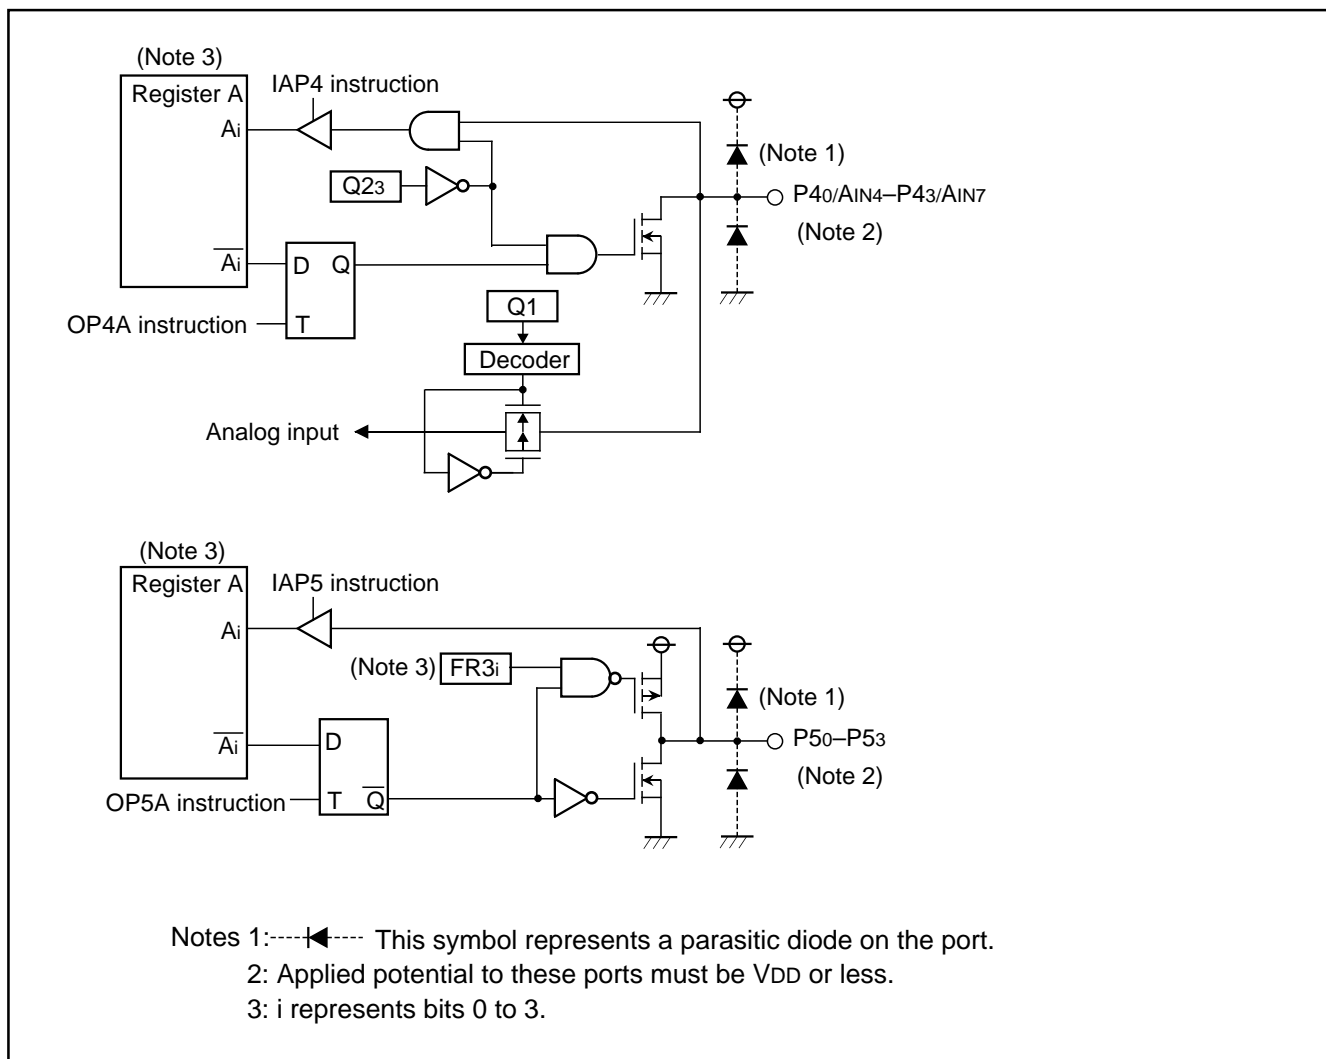 (Note 3)
Register A
IAP4 instruction
Ai
(Note 1)
Q23
P40/AIN4–P43/AIN7
(Note 2)
A̅i̅
D Q
OP4A instruction
T
Q1
Decoder
Analog input
(Note 3)
Register A
IAP5 instruction
Ai
(Note 3) FR3i
(Note 1)
A̅i̅
D
P50–P53
(Note 2)
OP5A instruction
T Q̅
Notes 1: This symbol represents a parasitic diode on the port.
2: Applied potential to these ports must be VDD or less.
3: i represents bits 0 to 3.